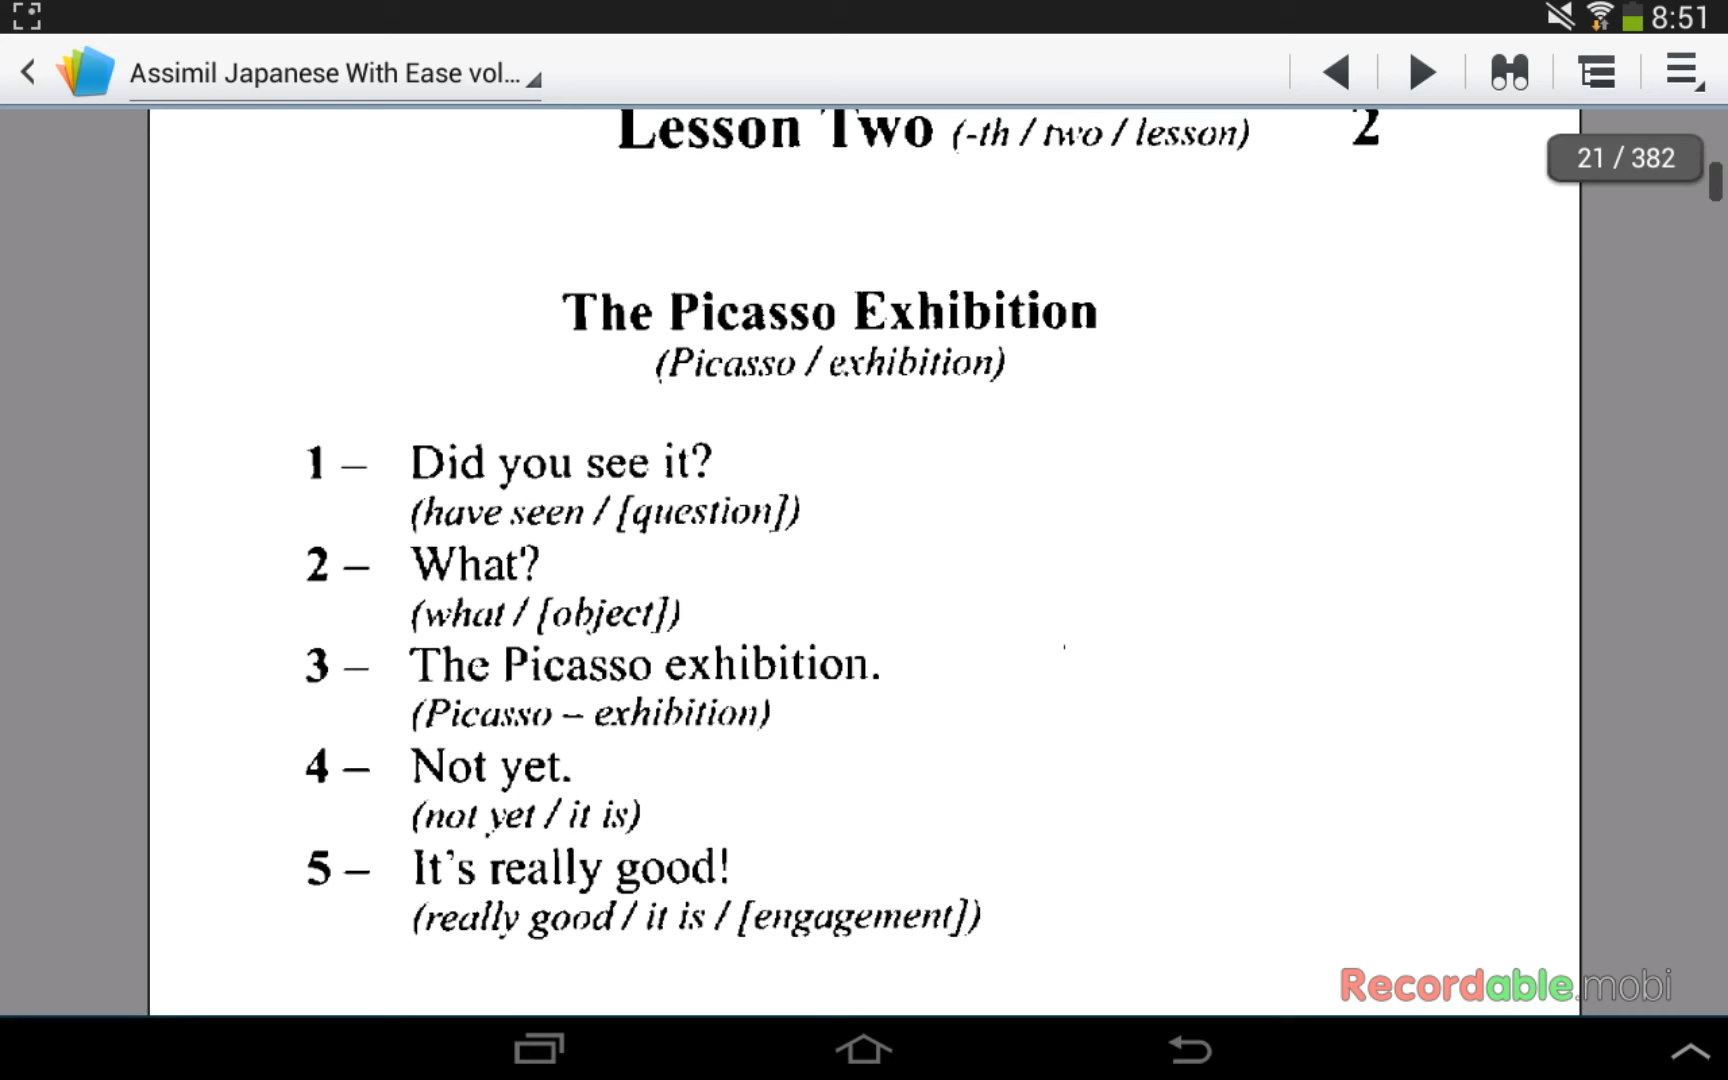 8:51
Assimil Japanese With Ease vol...
Lesson Two (-th / two / lesson) 2
21 / 382
The Picasso Exhibition
(Picasso / exhibition)
1 – Did you see it?
(have seen / [question])
2 – What?
(what / [object])
3 – The Picasso exhibition.
(Picasso – exhibition)
4 – Not yet.
(not yet / it is)
5 – It's really good!
(really good / it is / [engagement])
Recordable.mobi